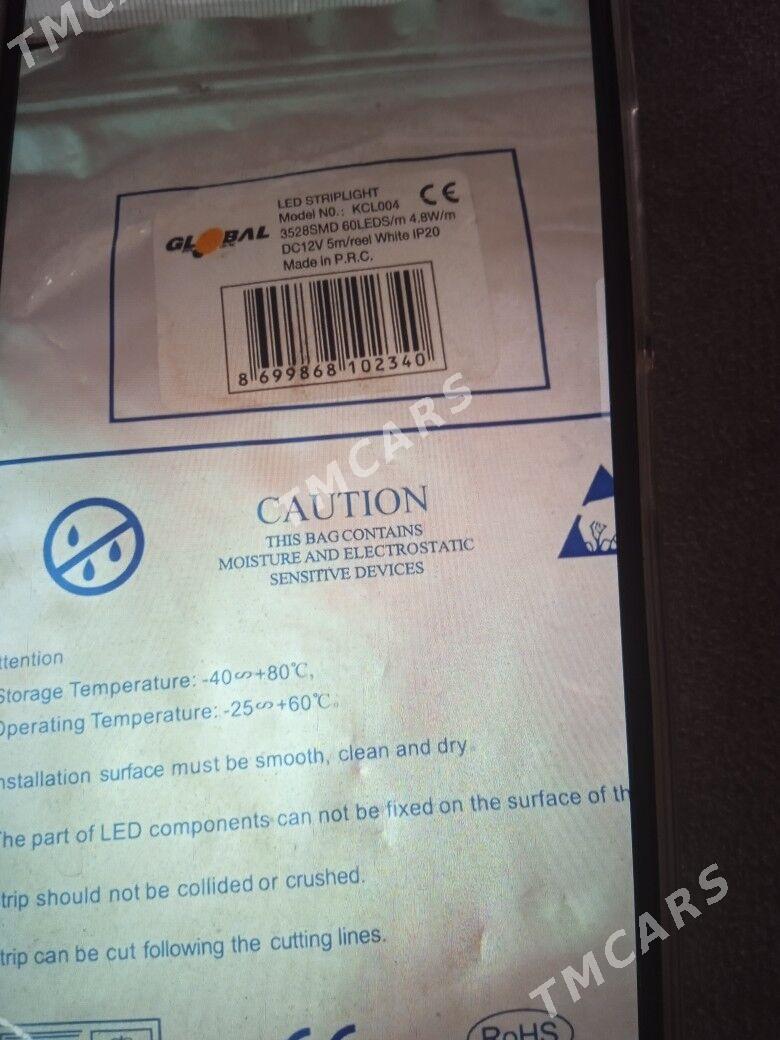 TMCARS
LED STRIPLIGHT
Model N0.: KCL004
3528SMD 60LEDS/m 4.8W/m
DC12V 5m/reel White IP20
Made in P.R.C.
CE
GLOBAL
8 699868 102340
TMCARS
CAUTION
THIS BAG CONTAINS
MOISTURE AND ELECTROSTATIC
SENSITIVE DEVICES
ttention
Storage Temperature: -40∽+80℃,
Operating Temperature: -25∽+60℃。
nstallation surface must be smooth, clean and dry
The part of LED components can not be fixed on the surface of th
trip should not be collided or crushed.
trip can be cut following the cutting lines.
TMCARS
CE
RoHS